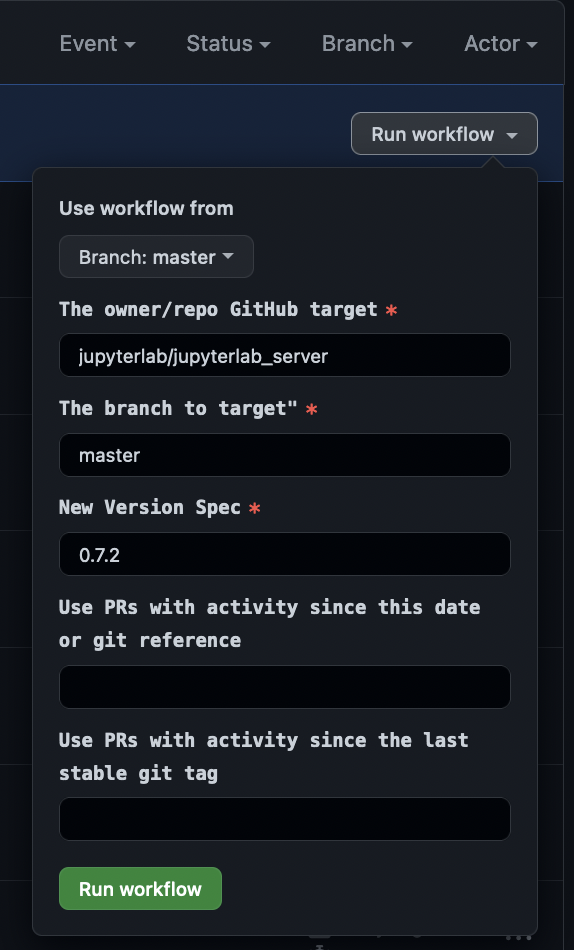 Event Status Branch Actor
Run workflow
Use workflow from
Branch: master
The owner/repo GitHub target *
jupyterlab/jupyterlab_server
The branch to target" *
master
New Version Spec *
0.7.2
Use PRs with activity since this date
or git reference
Use PRs with activity since the last
stable git tag
Run workflow